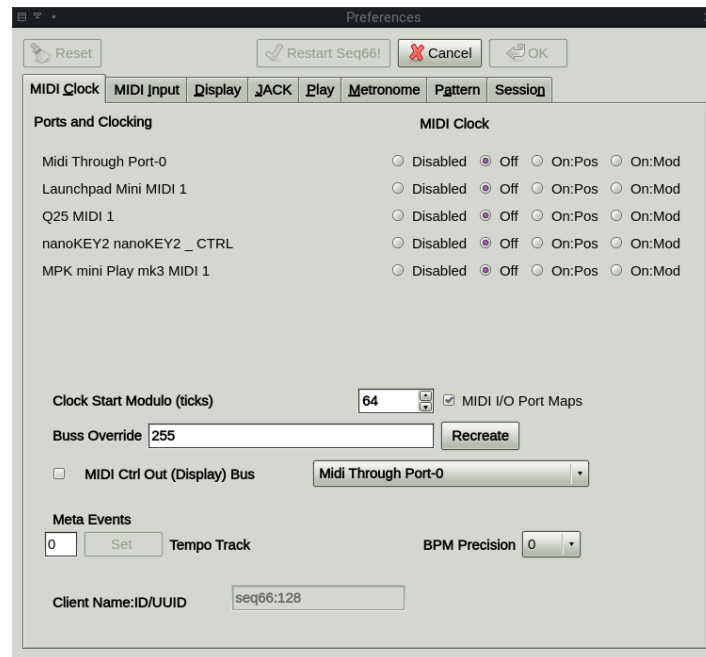 Preferences
Reset Restart Seq66! Cancel OK
MIDI Clock MIDI Input Display JACK Play Metronome Pattern Session
Ports and Clocking MIDI Clock
Midi Through Port-0 Disabled Off On:Pos On:Mod
Launchpad Mini MIDI 1 Disabled Off On:Pos On:Mod
Q25 MIDI 1 Disabled Off On:Pos On:Mod
nanoKEY2 nanoKEY2 _ CTRL Disabled Off On:Pos On:Mod
MPK mini Play mk3 MIDI 1 Disabled Off On:Pos On:Mod
Clock Start Modulo (ticks) 64 MIDI I/O Port Maps
Buss Override 255 Recreate
MIDI Ctrl Out (Display) Bus Midi Through Port-0
Meta Events
0 Set Tempo Track BPM Precision 0
Client Name:ID/UUID seq66:128